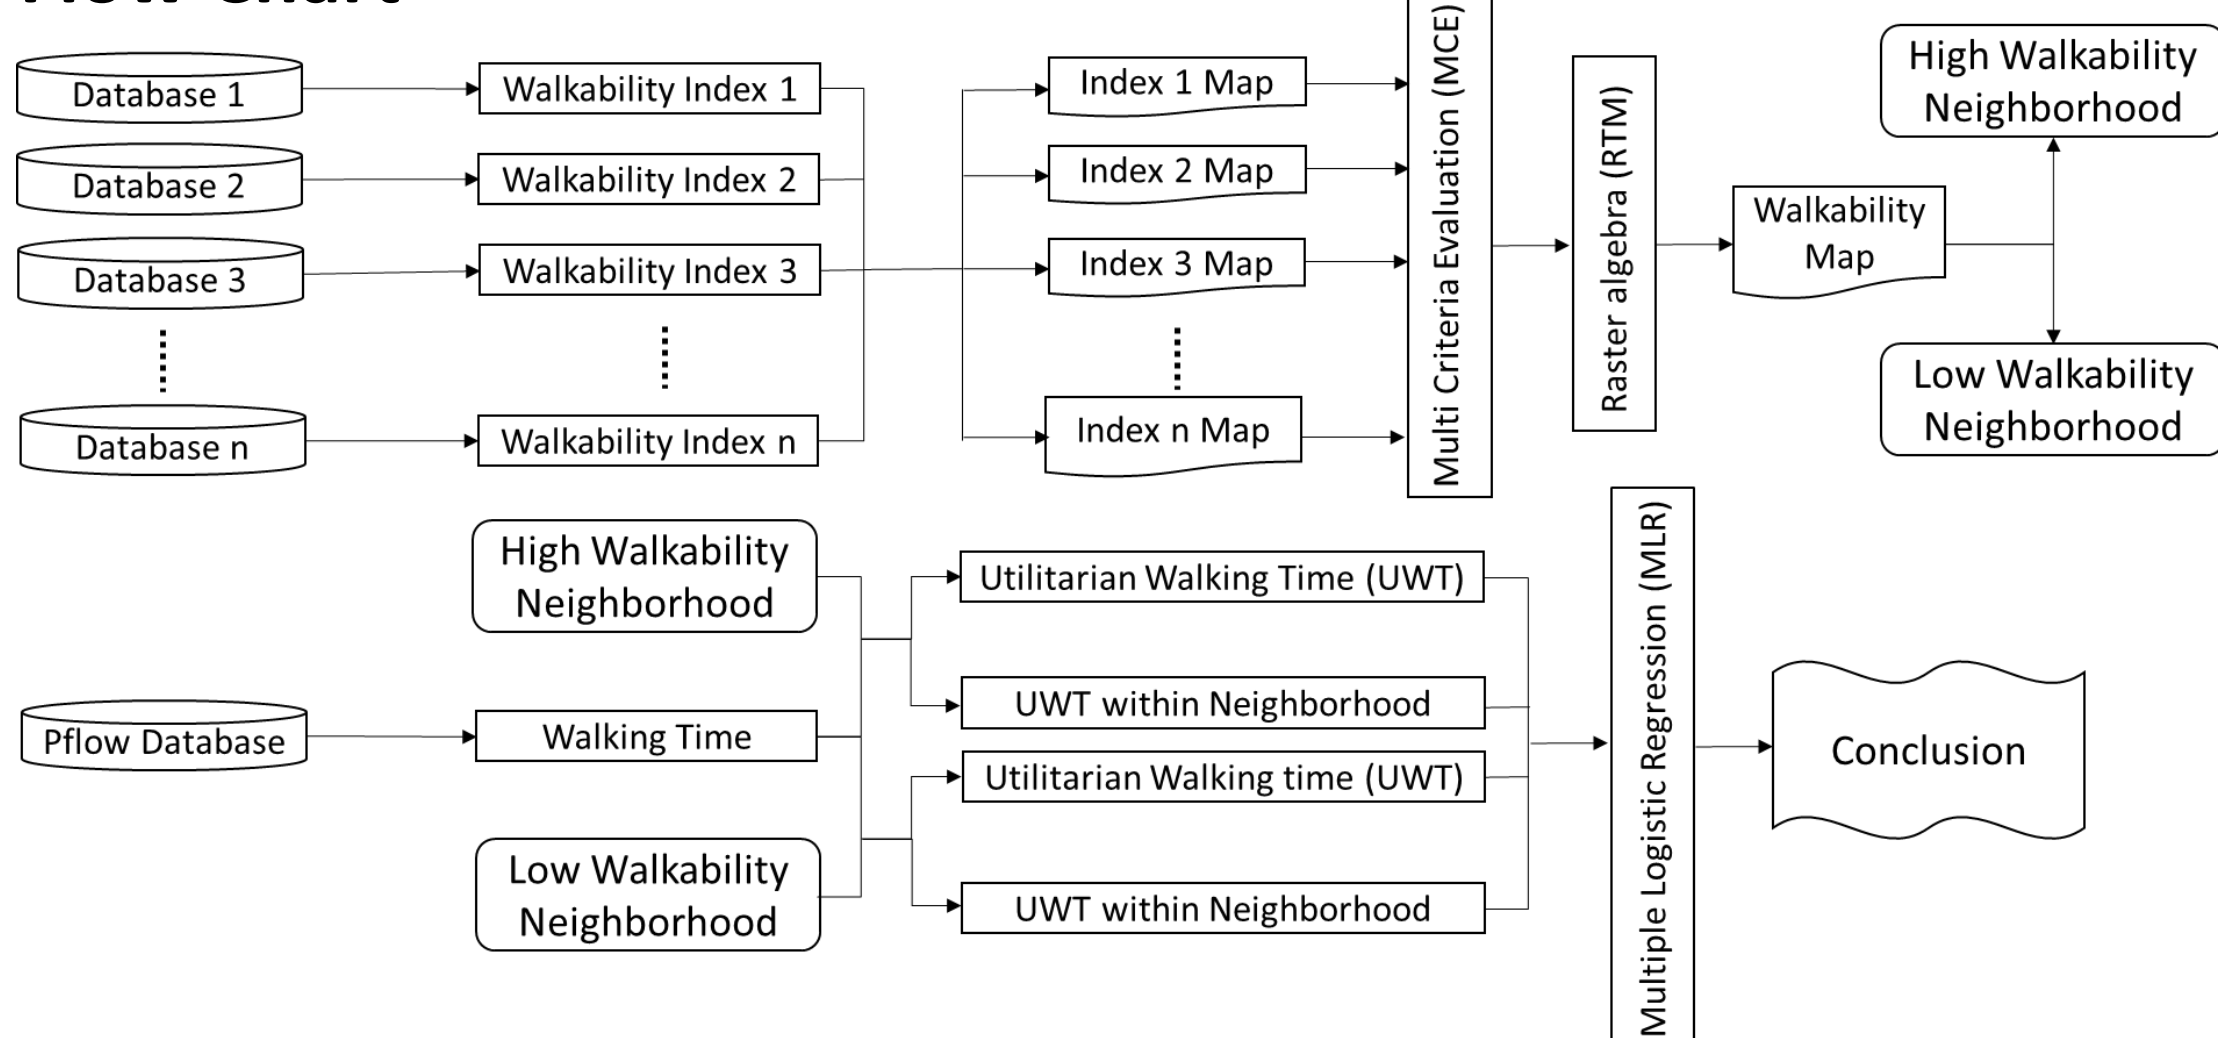 Flow Chart
Database 1
Walkability Index 1
Index 1 Map
Database 2
Walkability Index 2
Index 2 Map
Database 3
Walkability Index 3
Index 3 Map
Database n
Walkability Index n
Index n Map
Multi Criteria Evaluation (MCE)
Raster algebra (RTM)
Walkability
Map
High Walkability
Neighborhood
Low Walkability
Neighborhood
High Walkability
Neighborhood
Pflow Database
Walking Time
Low Walkability
Neighborhood
Utilitarian Walking Time (UWT)
UWT within Neighborhood
Utilitarian Walking time (UWT)
UWT within Neighborhood
Multiple Logistic Regression (MLR)
Conclusion